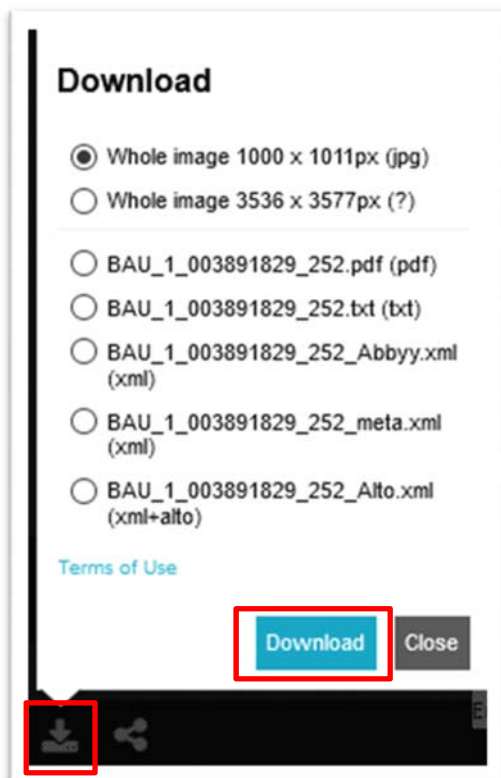 Download
Whole image 1000 x 1011px (jpg)
Whole image 3536 x 3577px (?)
BAU_1_003891829_252.pdf (pdf)
BAU_1_003891829_252.txt (txt)
BAU_1_003891829_252_Abbyy.xml
(xml)
BAU_1_003891829_252_meta.xml
(xml)
BAU_1_003891829_252_Alto.xml
(xml+alto)
Terms of Use
Download Close